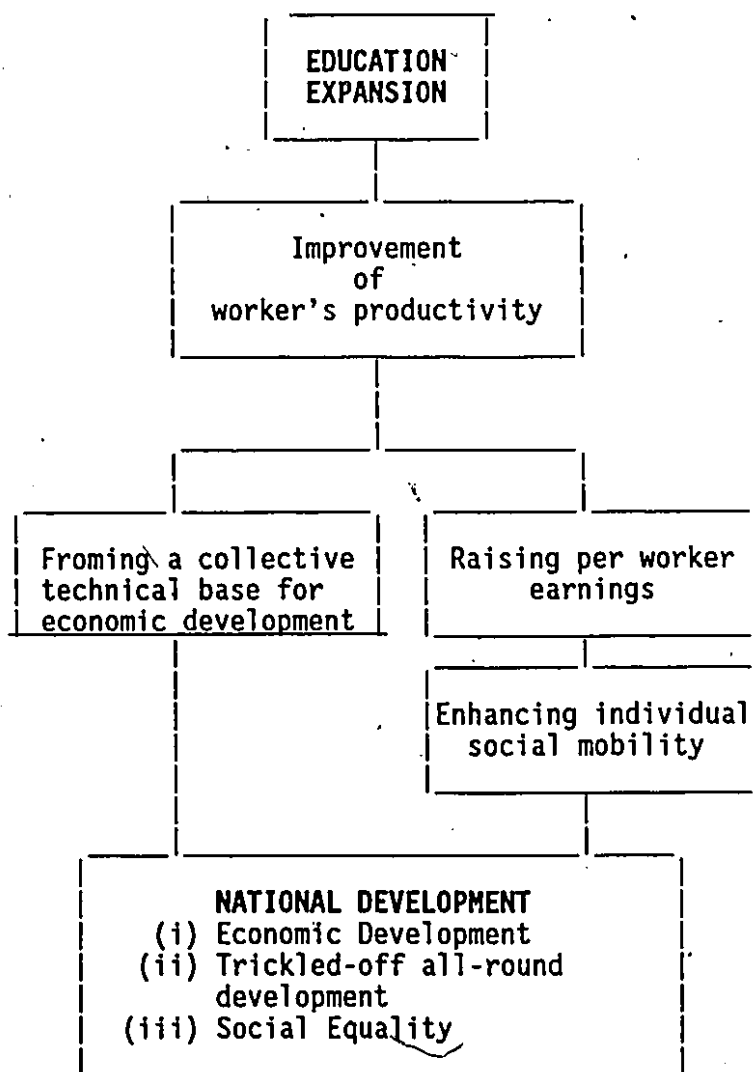 EDUCATION
EXPANSION
Improvement
of
worker's productivity
Froming a collective
technical base for
economic development
Raising per worker
earnings
Enhancing individual
social mobility
NATIONAL DEVELOPMENT
(i) Economic Development
(ii) Trickled-off all-round
development
(iii) Social Equality